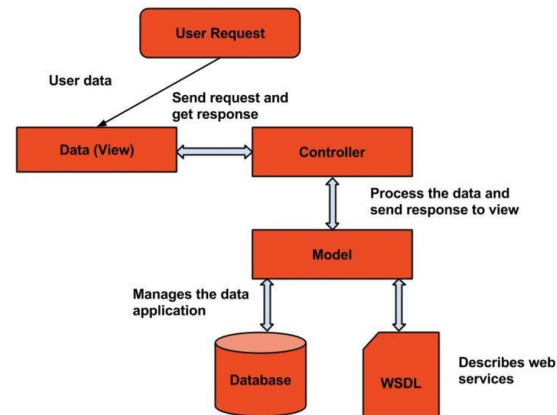 User Request
User data
Send request and
get response
Data (View)
Controller
Process the data and
send response to view
Model
Manages the data
application
Database
WSDL
Describes web
services